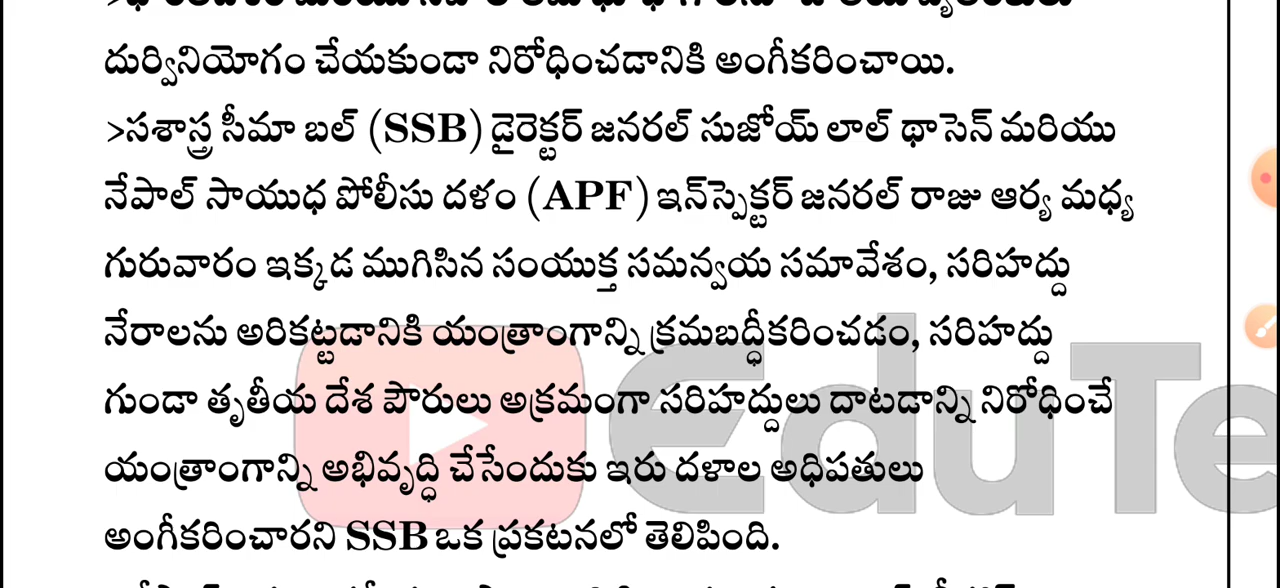 దుర్వినియోగం చేయకుండా నిరోధించడానికి అంగీకరించాయి.
>సశాస్త్ర సీమా బల్ (SSB) డైరెక్టర్ జనరల్ సుజోయ్ లాల్ థాసెన్ మరియు
నేపాల్ సాయుధ పోలీసు దళం (APF) ఇన్‌స్పెక్టర్ జనరల్ రాజు ఆర్య మధ్య
గురువారం ఇక్కడ ముగిసిన సంయుక్త సమన్వయ సమావేశం, సరిహద్దు
నేరాలను అరికట్టడానికి యంత్రాంగాన్ని క్రమబద్ధీకరించడం, సరిహద్దు
గుండా తృతీయ దేశ పౌరులు అక్రమంగా సరిహద్దులు దాటడాన్ని నిరోధించే
యంత్రాంగాన్ని అభివృద్ధి చేసేందుకు ఇరు దళాల అధిపతులు
అంగీకరించారని SSB ఒక ప్రకటనలో తెలిపింది.
EduTe